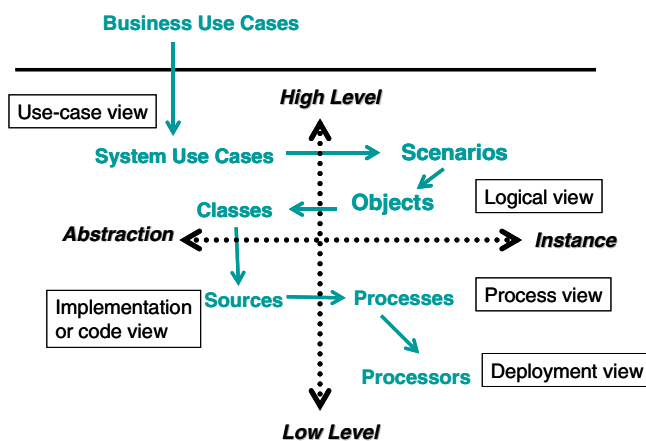 Business Use Cases
High Level
Use-case view
System Use Cases
Scenarios
Classes
Objects
Logical view
Abstraction
Instance
Implementation
or code view
Sources
Processes
Process view
Processors
Deployment view
Low Level